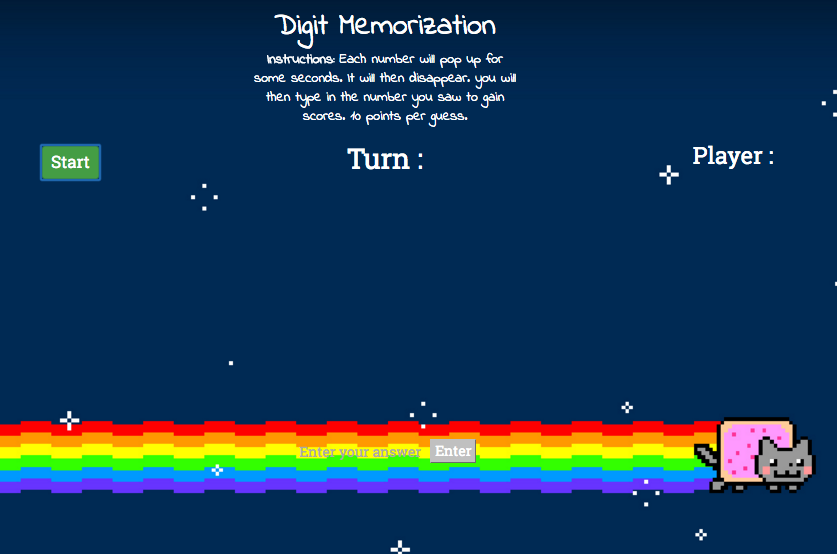 Digit Memorization
Instructions: Each number will pop up for
some seconds. It will then disappear. you will
then type in the number you saw to gain
scores. 10 points per guess.
Start
Turn :
Player :
Enter your answer Enter